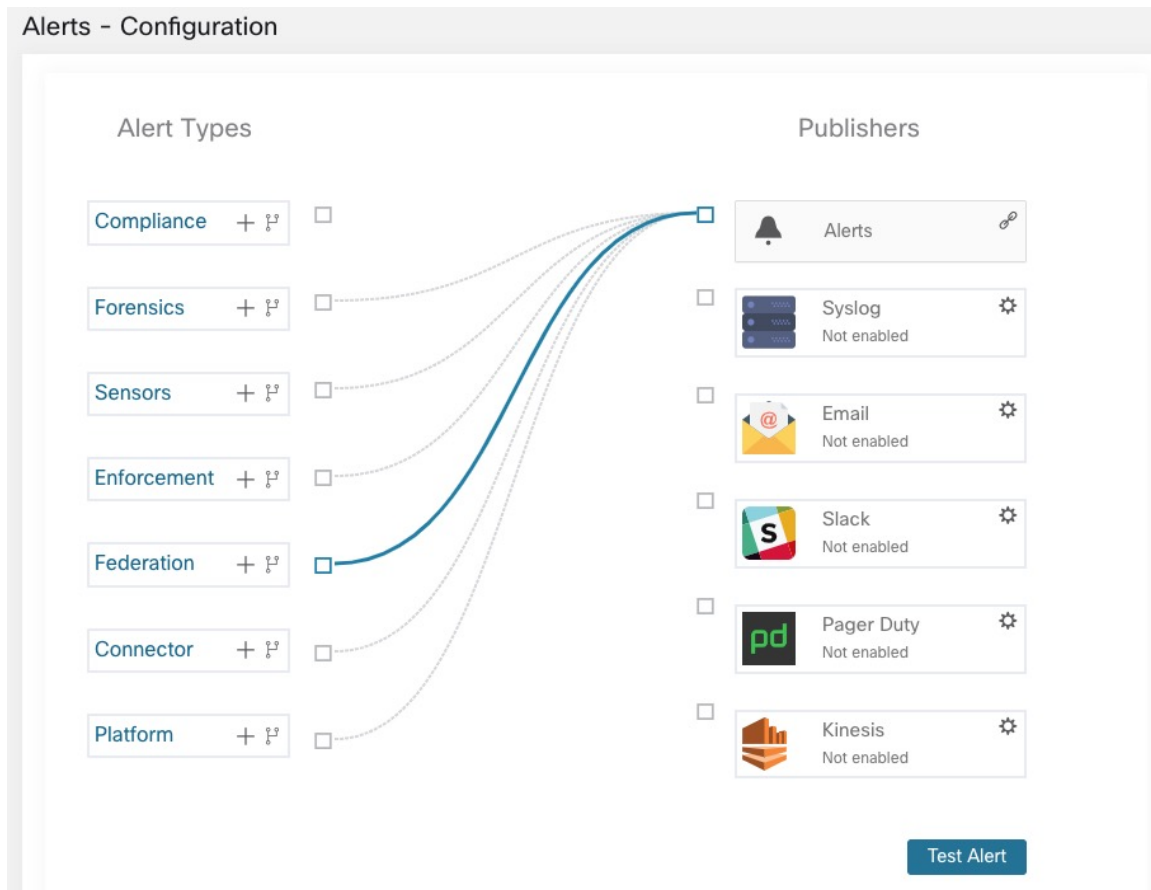 Alerts - Configuration
Alert Types
Publishers
Compliance
Forensics
Sensors
Enforcement
Federation
Connector
Platform
Alerts
Syslog
Not enabled
@
Email
Not enabled
S
Slack
Not enabled
pd
Pager Duty
Not enabled
Kinesis
Not enabled
Test Alert